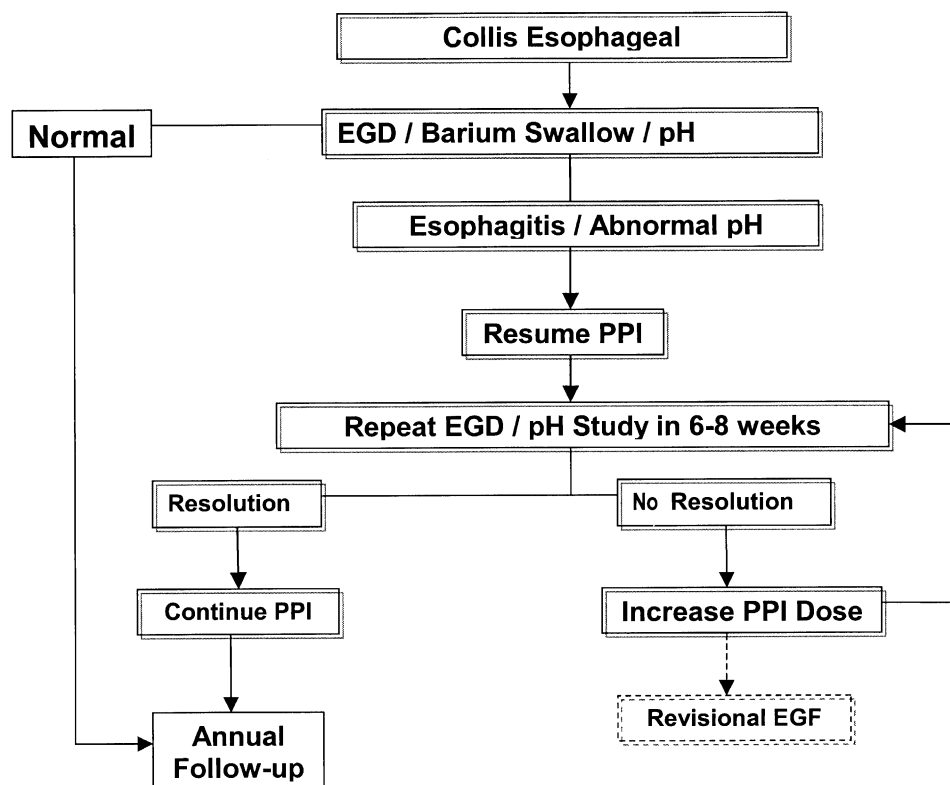 Collis Esophageal
Normal
EGD / Barium Swallow / pH
Esophagitis / Abnormal pH
Resume PPI
Repeat EGD / pH Study in 6-8 weeks
Resolution
No Resolution
Continue PPI
Increase PPI Dose
Revisional EGF
Annual
Follow-up